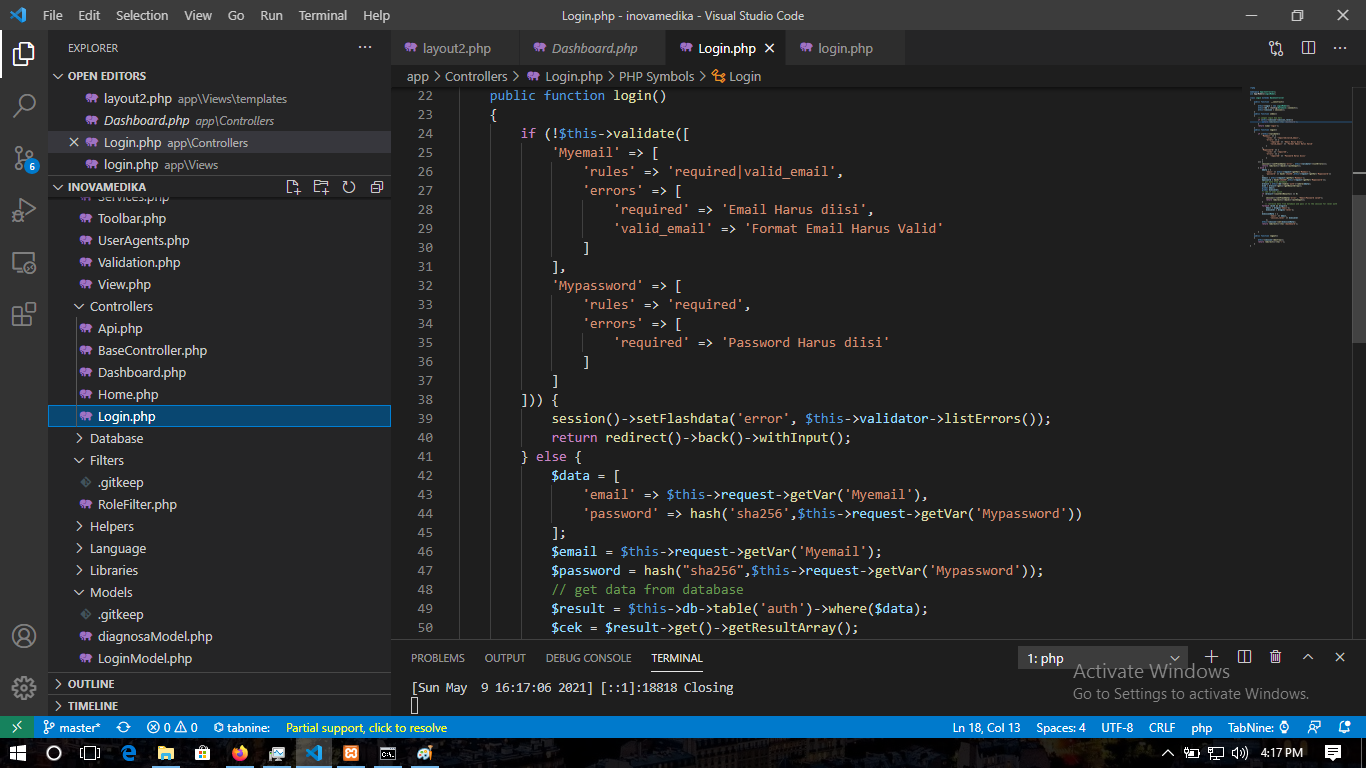 File Edit Selection View Go Run Terminal Help
Login.php - inovamedika - Visual Studio Code
EXPLORER
OPEN EDITORS
layout2.php app\Views\templates
Dashboard.php app\Controllers
Login.php app\Controllers
login.php app\Views
INOVAMEDIKA
Services.php
Toolbar.php
UserAgents.php
Validation.php
View.php
Controllers
Api.php
BaseController.php
Dashboard.php
Home.php
Login.php
Database
Filters
.gitkeep
RoleFilter.php
Helpers
Language
Libraries
Models
.gitkeep
diagnosaModel.php
LoginModel.php
OUTLINE
TIMELINE
6
layout2.php Dashboard.php Login.php login.php
app > Controllers > Login.php > PHP Symbols > Login
22 public function login()
23 {
24 if (!$this->validate([
25 'Myemail' => [
26 'rules' => 'required|valid_email',
27 'errors' => [
28 'required' => 'Email Harus diisi',
29 'valid_email' => 'Format Email Harus Valid'
30 ]
31 ],
32 'Mypassword' => [
33 'rules' => 'required',
34 'errors' => [
35 'required' => 'Password Harus diisi'
36 ]
37 ]
38 ])) {
39 session()->setFlashdata('error', $this->validator->listErrors());
40 return redirect()->back()->withInput();
41 } else {
42 $data = [
43 'email' => $this->request->getVar('Myemail'),
44 'password' => hash('sha256',$this->request->getVar('Mypassword'))
45 ];
46 $email = $this->request->getVar('Myemail');
47 $password = hash("sha256",$this->request->getVar('Mypassword'));
48 // get data from database
49 $result = $this->db->table('auth')->where($data);
50 $cek = $result->get()->getResultArray();
PROBLEMS OUTPUT DEBUG CONSOLE TERMINAL
1: php
[Sun May  9 16:17:06 2021] [::1]:18818 Closing
Activate Windows
Go to Settings to activate Windows.
master* 0 0 tabnine: Partial support, click to resolve
Ln 18, Col 13 Spaces: 4 UTF-8 CRLF php TabNine:
4:17 PM